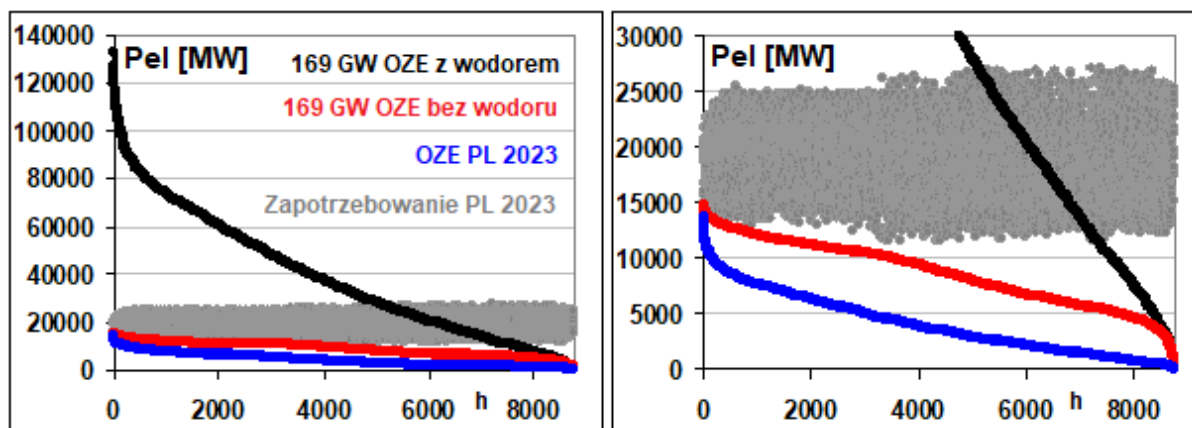 140000
120000
100000
80000
60000
40000
20000
0
Pel [MW]
169 GW OZE z wodorem
169 GW OZE bez wodoru
OZE PL 2023
Zapotrzebowanie PL 2023
0 2000 4000 6000 h 8000
30000
25000
20000
15000
10000
5000
0
Pel [MW]
0 2000 4000 6000 h 8000